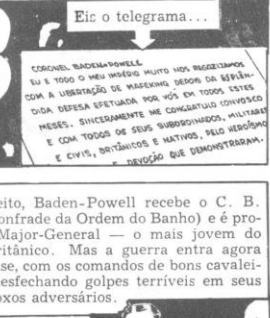 Eis o telegrama...
CORONEL BADEN-POWELL
EU E TODO O MEU IMPÉRIO MUITO NOS REGOZIJAMOS
COM A LIBERTAÇÃO DE MAFEKING DEPOIS DA ESPLÊN-
DIDA DEFESA EFETUADA POR VÓS EM TODOS ESTES
MESES. SINCERAMENTE ME CONGRATULO CONVOSCO
E COM TODOS OS SEUS SUBORDINADOS, MILITARES
E CIVIS, BRITÂNICOS E NATIVOS, PELO HEROÍSMO
DEVOÇÃO QUE DEMONSTRARAM.
eito, Baden-Powell recebe o C. B.
onfrade da Ordem do Banho) e é pro-
Major-General — o mais jovem do
ritânico. Mas a guerra entra agora
se, com os comandos de bons cavalei-
esfechando golpes terríveis em seus
oxos adversários.